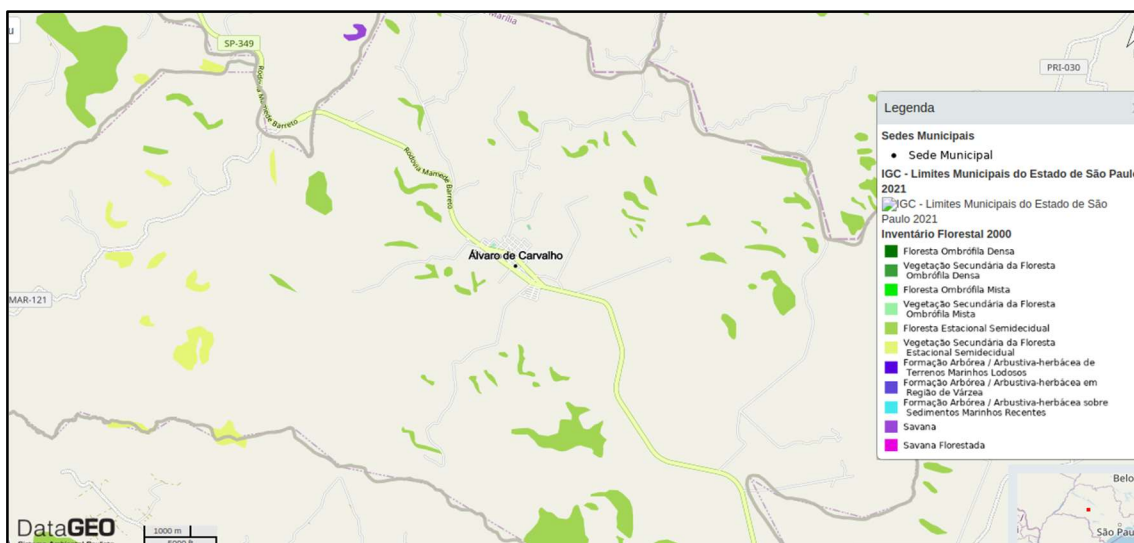 u
Marília
SP-349
PRI-030
Rodovia Mamede Barreto
Rodovia Mamede Barreto
Álvaro de Carvalho
MAR-121
Legenda
Sedes Municipais
Sede Municipal
IGC - Limites Municipais do Estado de São Paulo
2021
IGC - Limites Municipais do Estado de São
Paulo 2021
Inventário Florestal 2000
Floresta Ombrófila Densa
Vegetação Secundária da Floresta
Ombrófila Densa
Floresta Ombrófila Mista
Vegetação Secundária da Floresta
Ombrófila Mista
Floresta Estacional Semidecidual
Vegetação Secundária da Floresta
Estacional Semidecidual
Formação Arbórea / Arbustiva-herbácea de
Terrenos Marinhos Lodosos
Formação Arbórea / Arbustiva-herbácea em
Região de Várzea
Formação Arbórea / Arbustiva-herbácea sobre
Sedimentos Marinhos Recentes
Savana
Savana Florestada
DataGEO
1000 m
Belo
São Pau